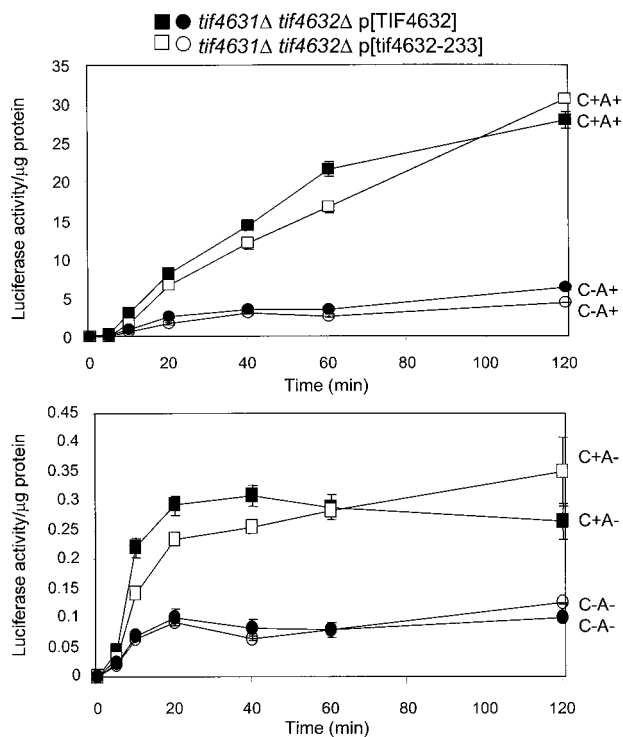 tif4631Δ tif4632Δ p[TIF4632]
tif4631Δ tif4632Δ p[tif4632-233]
Luciferase activity/µg protein
35
30
25
20
15
10
5
0
0 20 40 60 80 100 120
Time (min)
C+A+
C+A+
C-A+
C-A+
Luciferase activity/µg protein
0.45
0.4
0.35
0.3
0.25
0.2
0.15
0.1
0.05
0
0 20 40 60 80 100 120
Time (min)
C+A-
C+A-
C-A-
C-A-